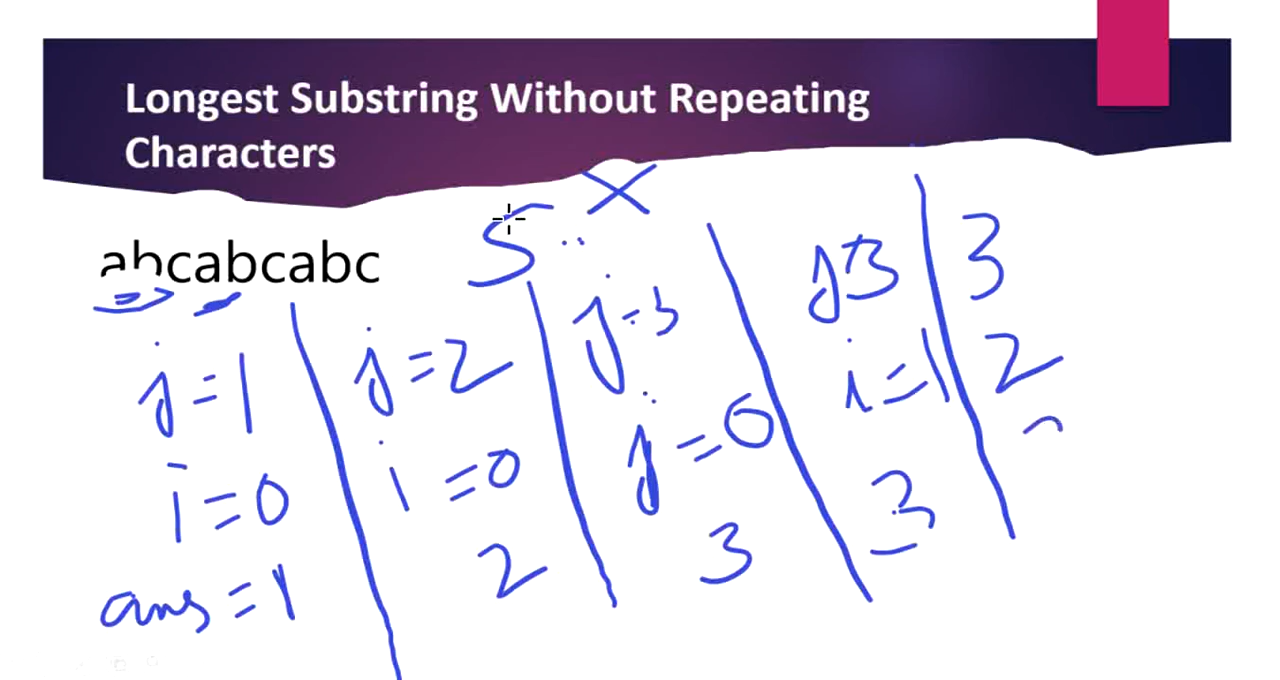 Longest Substring Without Repeating
Characters
abcabcabc
j=1
i=0
ans=1
j=2
i=0
2
j=3
j=0
3
j=3
i=1
3
3
2